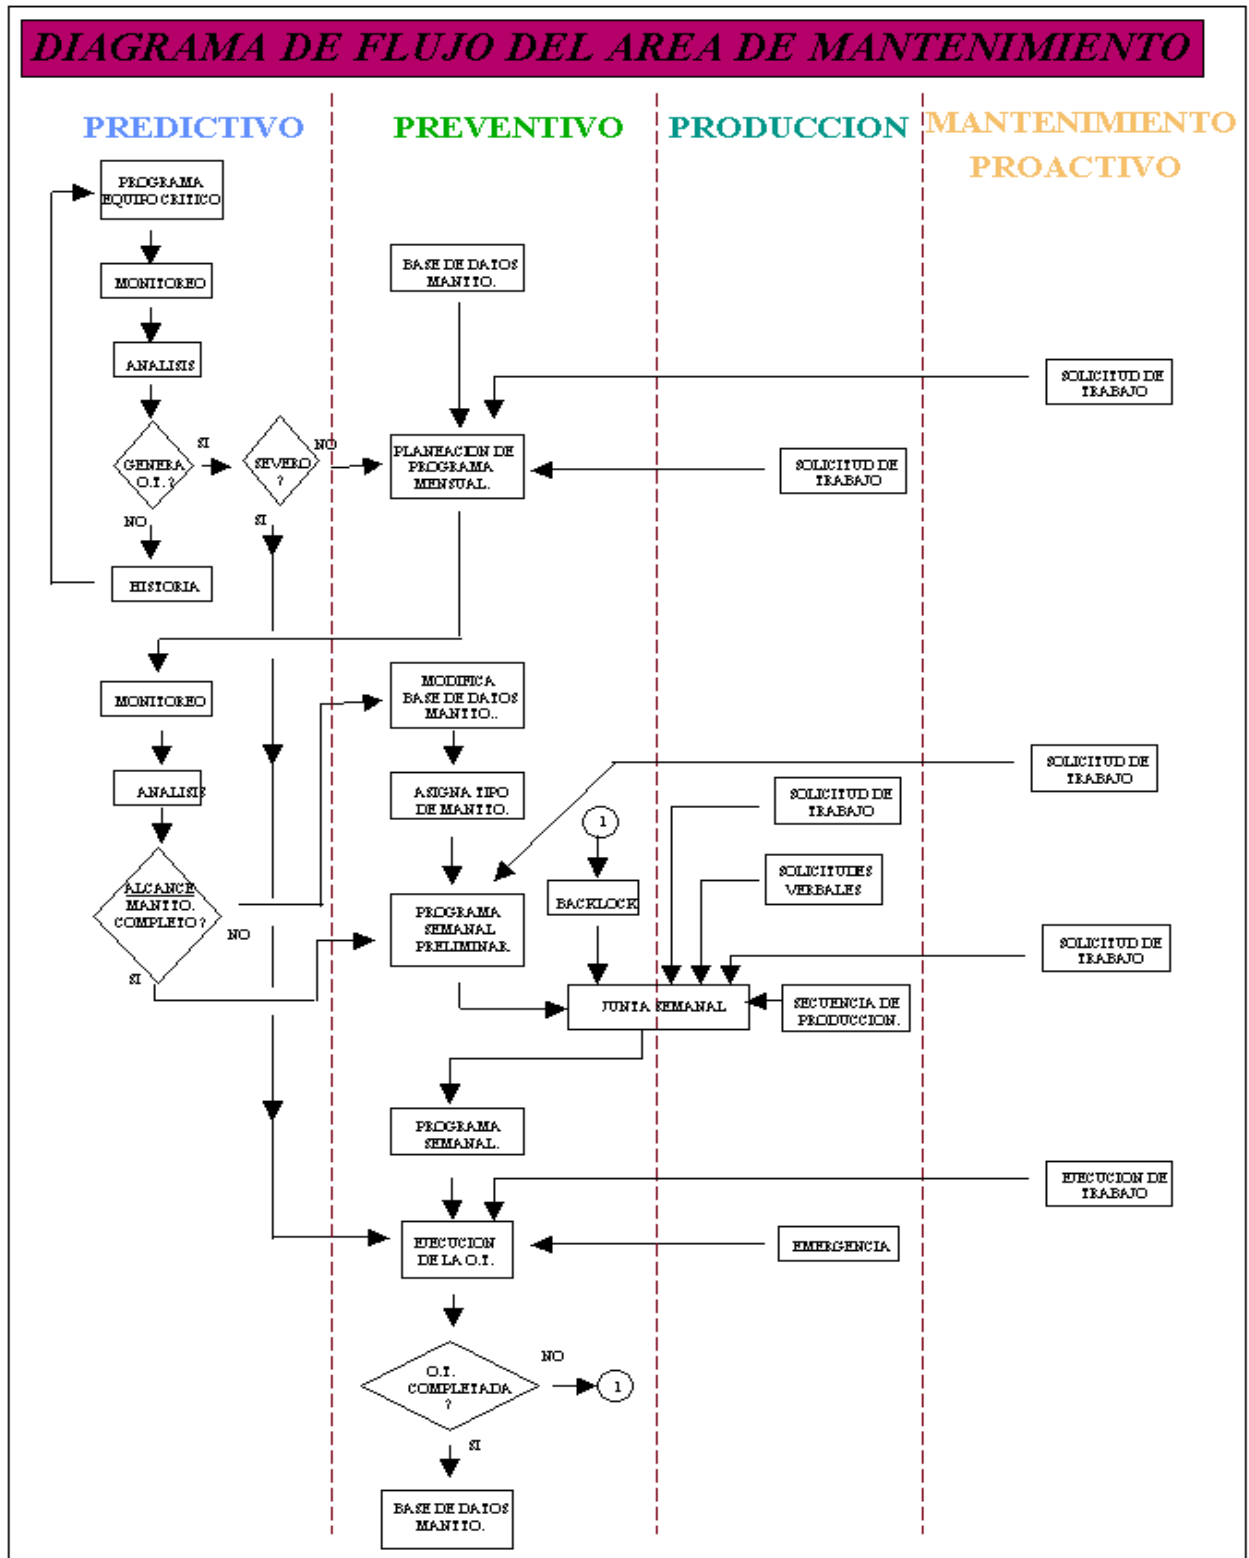 DIAGRAMA DE FLUJO DEL AREA DE MANTENIMIENTO
PREDICTIVO
PREVENTIVO
PRODUCCION
MANTENIMIENTO
PROACTIVO
PROGRAMA
EQUIPO CRITICO
MONITOREO
BASE DE DATOS
MANTTO.
ANALISIS
SOLICITUD DE
TRABAJO
GENERA
O.T.?
SI
SEVERO
?
NO
PLANEACION DE
PROGRAMA
MENSUAL.
SOLICITUD DE
TRABAJO
NO
SI
HISTORIA
MONITOREO
MODIFICA
BASE DE DATOS
MANTTO..
ANALISIS
ASIGNA TIPO
DE MANTTO.
SOLICITUD DE
TRABAJO
SOLICITUD DE
TRABAJO
1
ALCANCE
MANTTO.
COMPLETO?
NO
SI
PROGRAMA
SEMANAL
PRELIMINAR
BACKLOCK
SOLICITUDES
VERBALES
SOLICITUD DE
TRABAJO
JUNTA SEMANAL
SECUENCIA DE
PRODUCCION.
PROGRAMA
SEMANAL.
EJECUCION DE
TRABAJO
EJECUCION
DE LA O.T.
EMERGENCIA
O.T.
COMPLETADA
?
NO
1
SI
BASE DE DATOS
MANTTO.